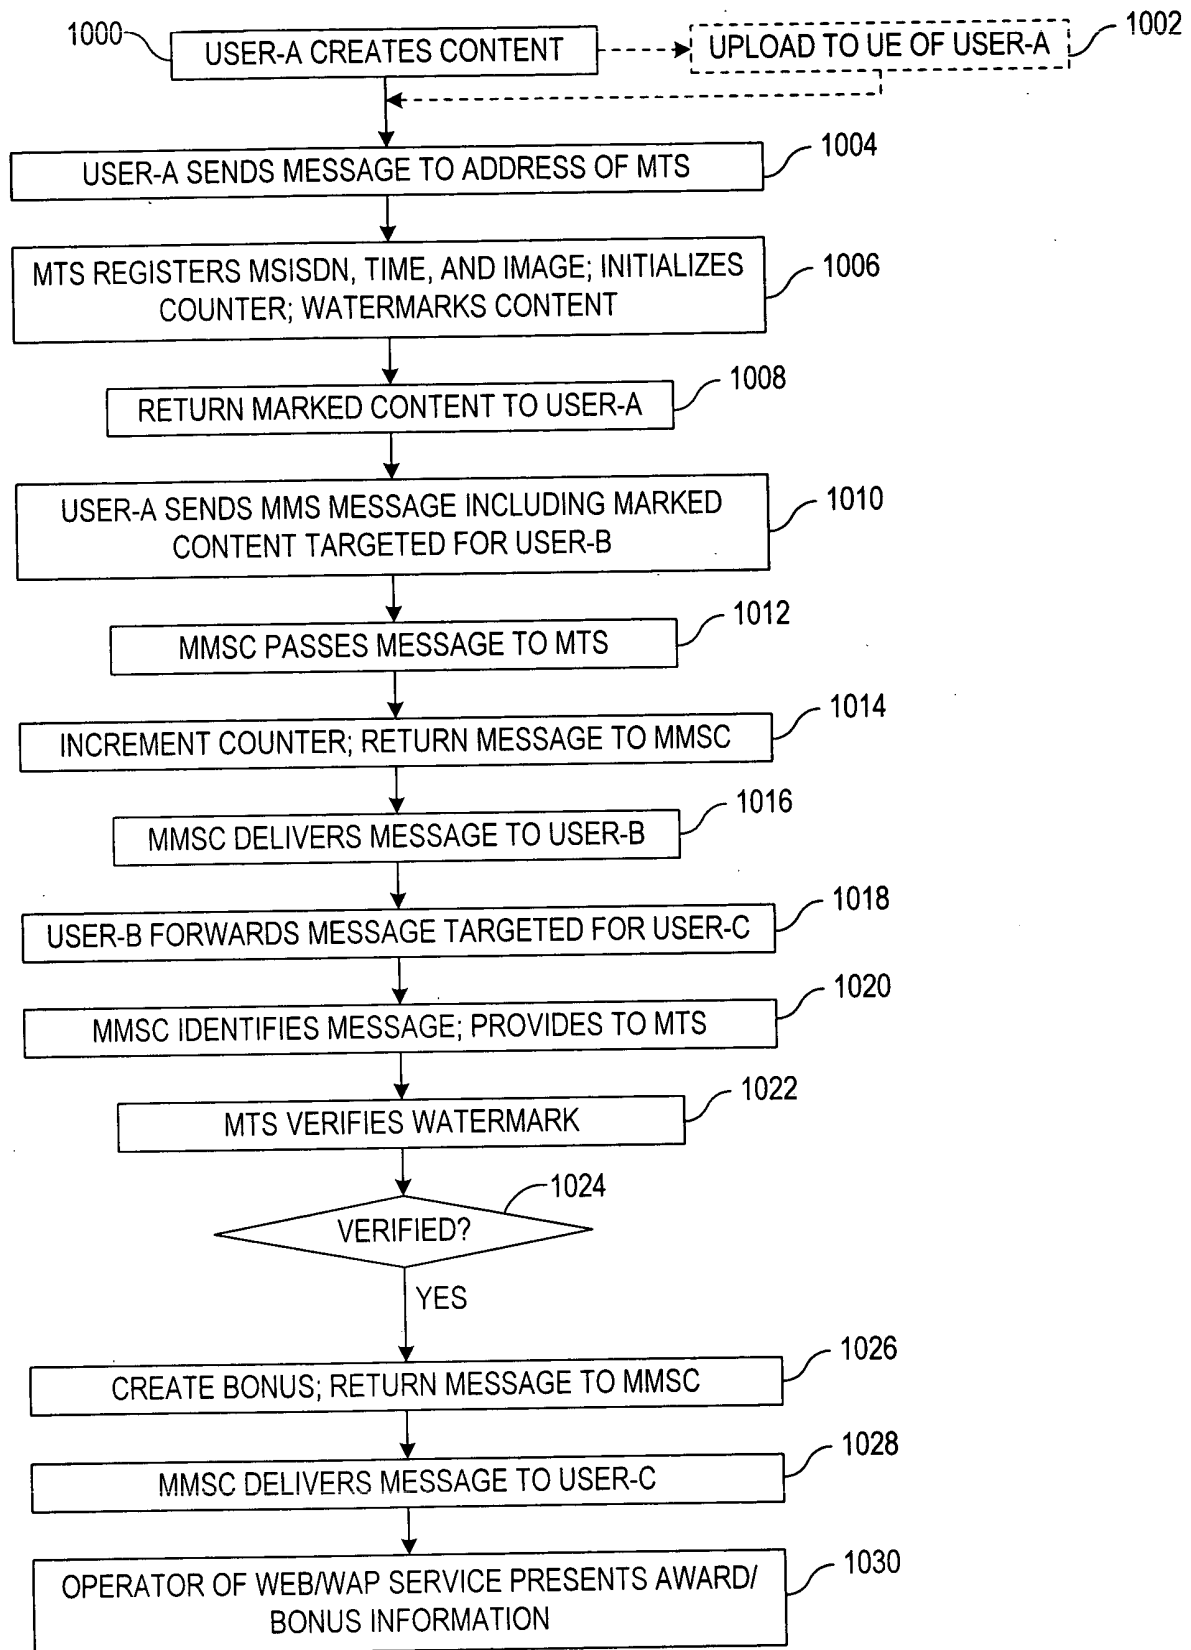 1000
USER-A CREATES CONTENT
UPLOAD TO UE OF USER-A
1002
USER-A SENDS MESSAGE TO ADDRESS OF MTS
1004
MTS REGISTERS MSISDN, TIME, AND IMAGE; INITIALIZES
COUNTER; WATERMARKS CONTENT
1006
RETURN MARKED CONTENT TO USER-A
1008
USER-A SENDS MMS MESSAGE INCLUDING MARKED
CONTENT TARGETED FOR USER-B
1010
MMSC PASSES MESSAGE TO MTS
1012
INCREMENT COUNTER; RETURN MESSAGE TO MMSC
1014
MMSC DELIVERS MESSAGE TO USER-B
1016
USER-B FORWARDS MESSAGE TARGETED FOR USER-C
1018
MMSC IDENTIFIES MESSAGE; PROVIDES TO MTS
1020
MTS VERIFIES WATERMARK
1022
VERIFIED?
1024
YES
CREATE BONUS; RETURN MESSAGE TO MMSC
1026
MMSC DELIVERS MESSAGE TO USER-C
1028
OPERATOR OF WEB/WAP SERVICE PRESENTS AWARD/
BONUS INFORMATION
1030